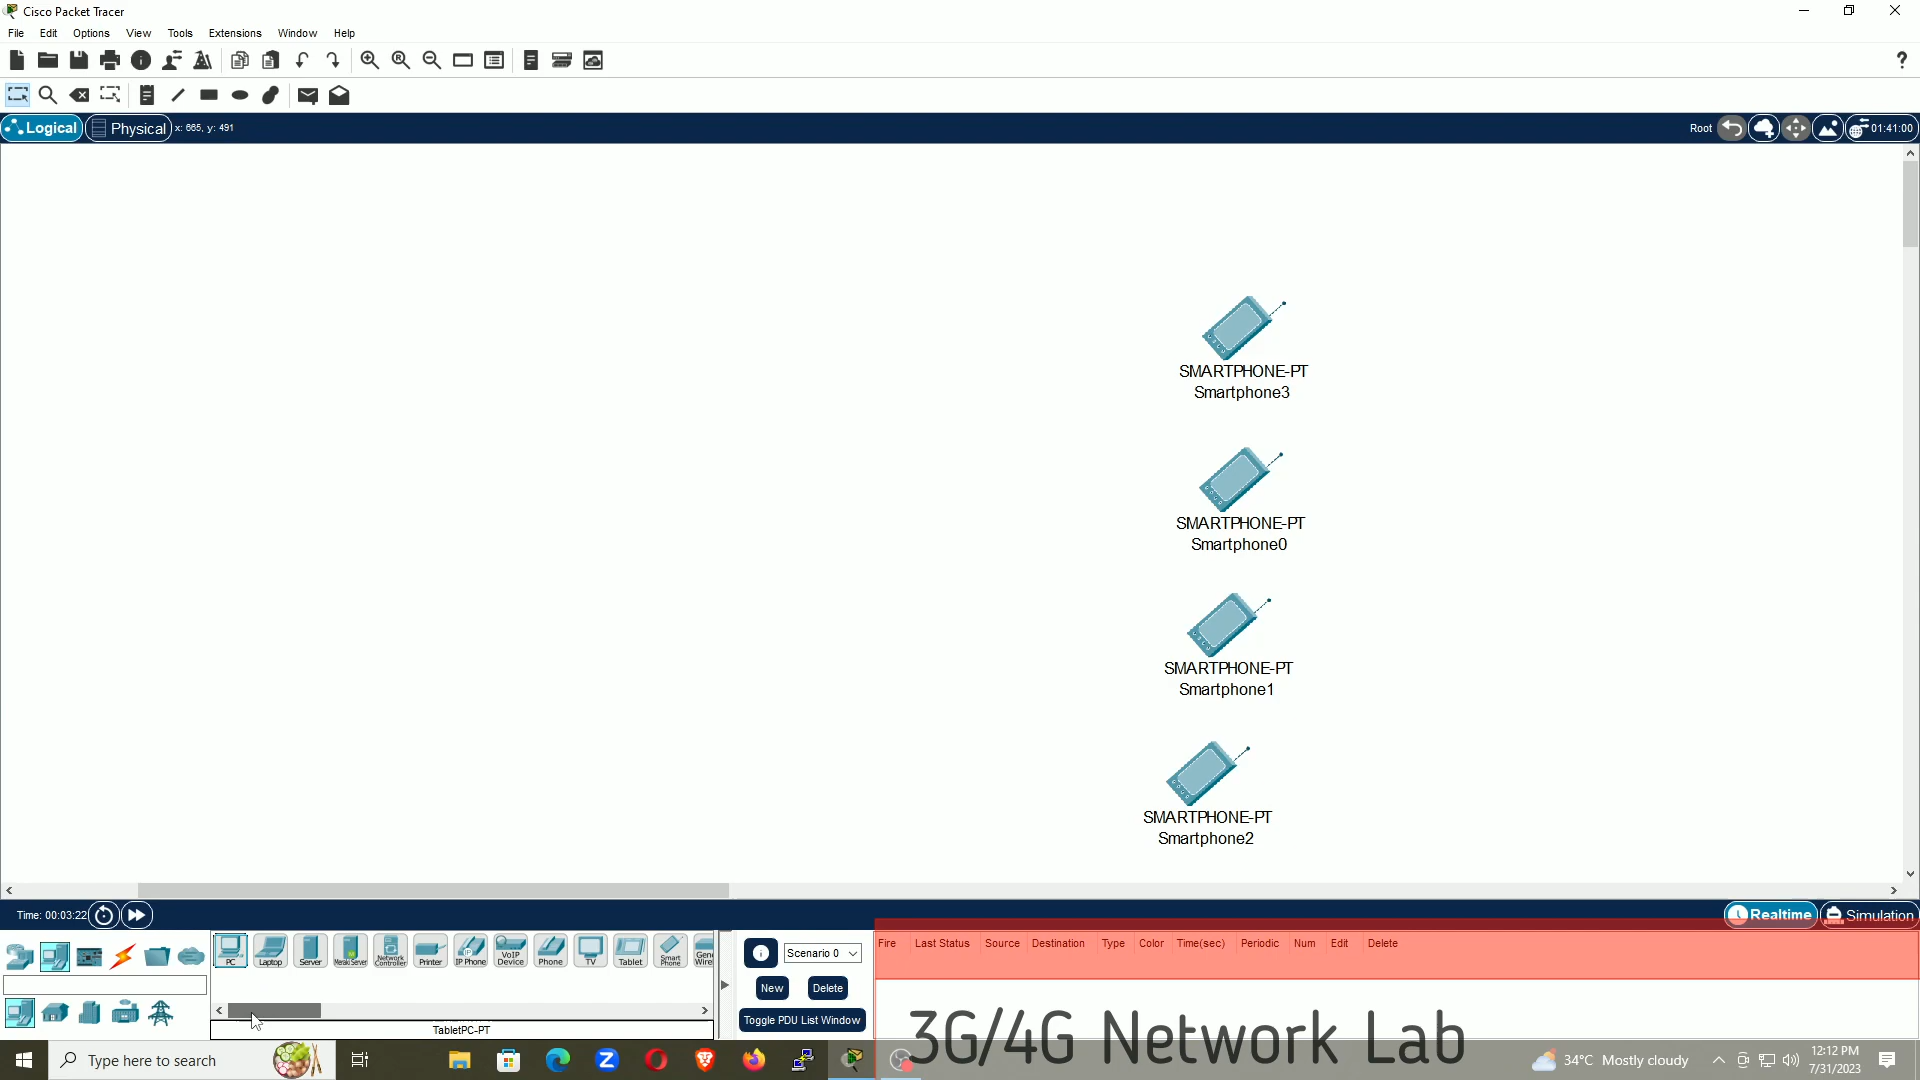 Cisco Packet Tracer
File Edit Options View Tools Extensions Window Help
?
Logical Physical x: 665, y: 491 Root 01:41:00
SMARTPHONE-PT
Smartphone3
SMARTPHONE-PT
Smartphone0
SMARTPHONE-PT
Smartphone1
SMARTPHONE-PT
Smartphone2
Time: 00:03:22 Realtime Simulation
PC Laptop Server Meraki Server Network Controller Printer IP Phone VoIP Device Phone TV Tablet Smart Phone
Scenario 0
New Delete
Toggle PDU List Window
TabletPC-PT
Fire Last Status Source Destination Type Color Time(sec) Periodic Num Edit Delete
3G/4G Network Lab
Type here to search
34°C Mostly cloudy
12:12 PM
7/31/2023